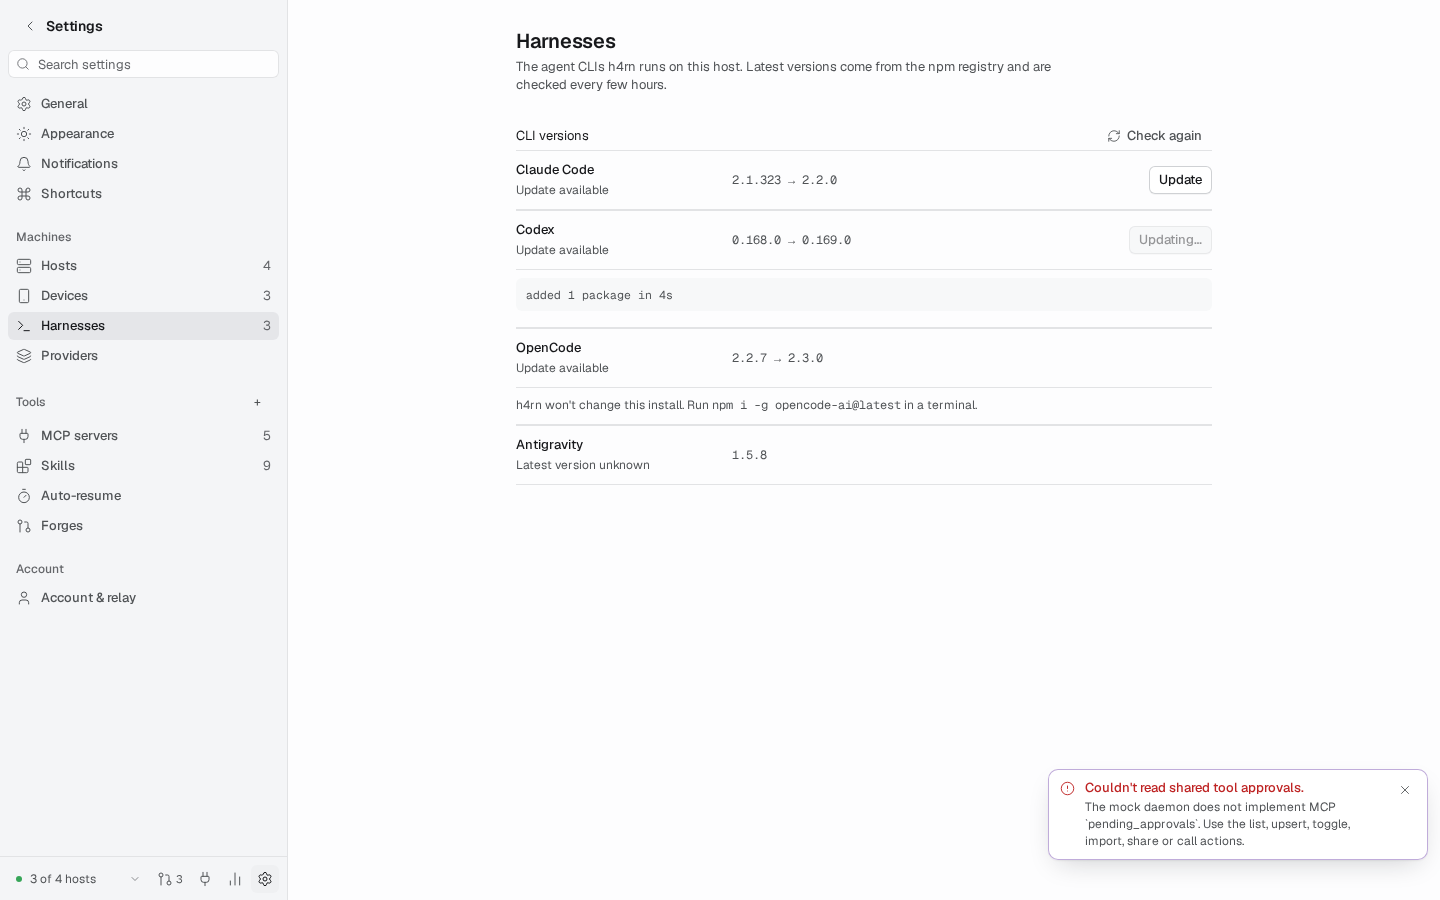 Settings
Search settings
General
Appearance
Notifications
Shortcuts
Machines
Hosts 4
Devices 3
Harnesses 3
Providers
Tools +
MCP servers 5
Skills 9
Auto-resume
Forges
Account
Account & relay
3 of 4 hosts 3
Harnesses
The agent CLIs h4rn runs on this host. Latest versions come from the npm registry and are
checked every few hours.
CLI versions Check again
Claude Code
Update available
2.1.323 → 2.2.0
Update
Codex
Update available
0.168.0 → 0.169.0
Updating...
added 1 package in 4s
OpenCode
Update available
2.2.7 → 2.3.0
h4rn won't change this install. Run npm i -g opencode-ai@latest in a terminal.
Antigravity
Latest version unknown
1.5.8
Couldn't read shared tool approvals.
The mock daemon does not implement MCP
`pending_approvals`. Use the list, upsert, toggle,
import, share or call actions.